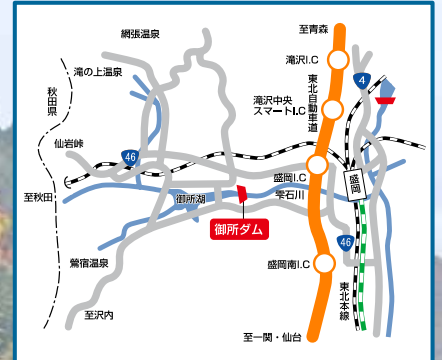 網張温泉
至青森
滝の上温泉
滝沢I.C
4
東北自動車道
秋田県
滝沢中央
スマートI.C
仙岩峠
46
盛岡I.C
盛岡
至秋田
御所湖
雫石川
御所ダム
46
鶯宿温泉
盛岡南I.C
東北本線
至沢内
至一関・仙台